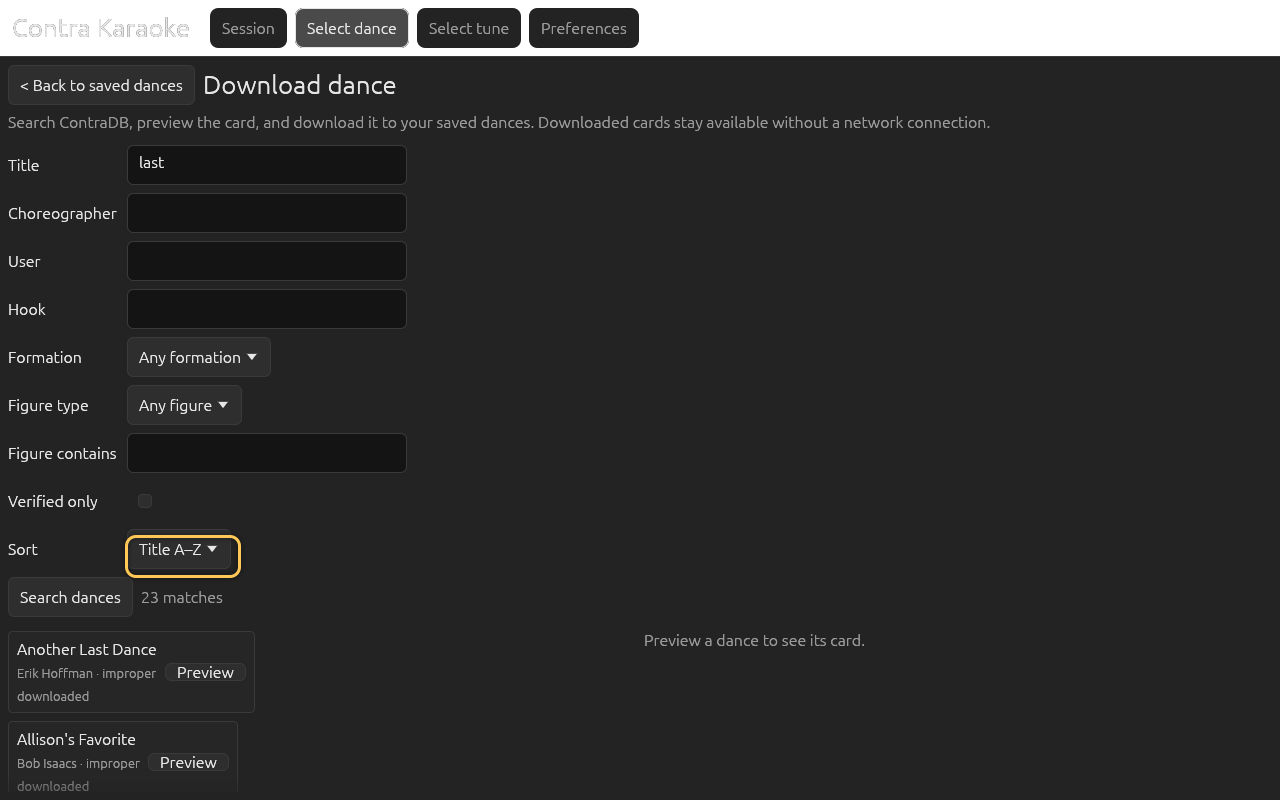 Contra Karaoke
Session
Select dance
Select tune
Preferences
< Back to saved dances
Download dance
Search ContraDB, preview the card, and download it to your saved dances. Downloaded cards stay available without a network connection.
Title
last
Choreographer
User
Hook
Formation
Any formation
Figure type
Any figure
Figure contains
Verified only
Sort
Title A–Z
Search dances
23 matches
Another Last Dance
Erik Hoffman · improper
Preview
downloaded
Preview a dance to see its card.
Allison's Favorite
Bob Isaacs · improper
Preview
downloaded